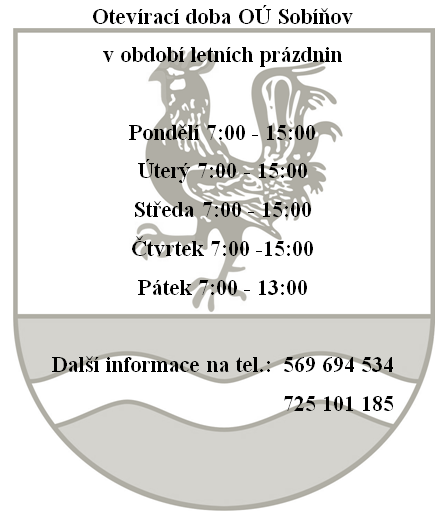 Otevírací doba OÚ Sobíňov
v období letních prázdnin
Pondělí 7:00 - 15:00
Úterý 7:00 - 15:00
Středa 7:00 - 15:00
Čtvrtek 7:00 -15:00
Pátek 7:00 - 13:00
Další informace na tel.: 569 694 534
725 101 185